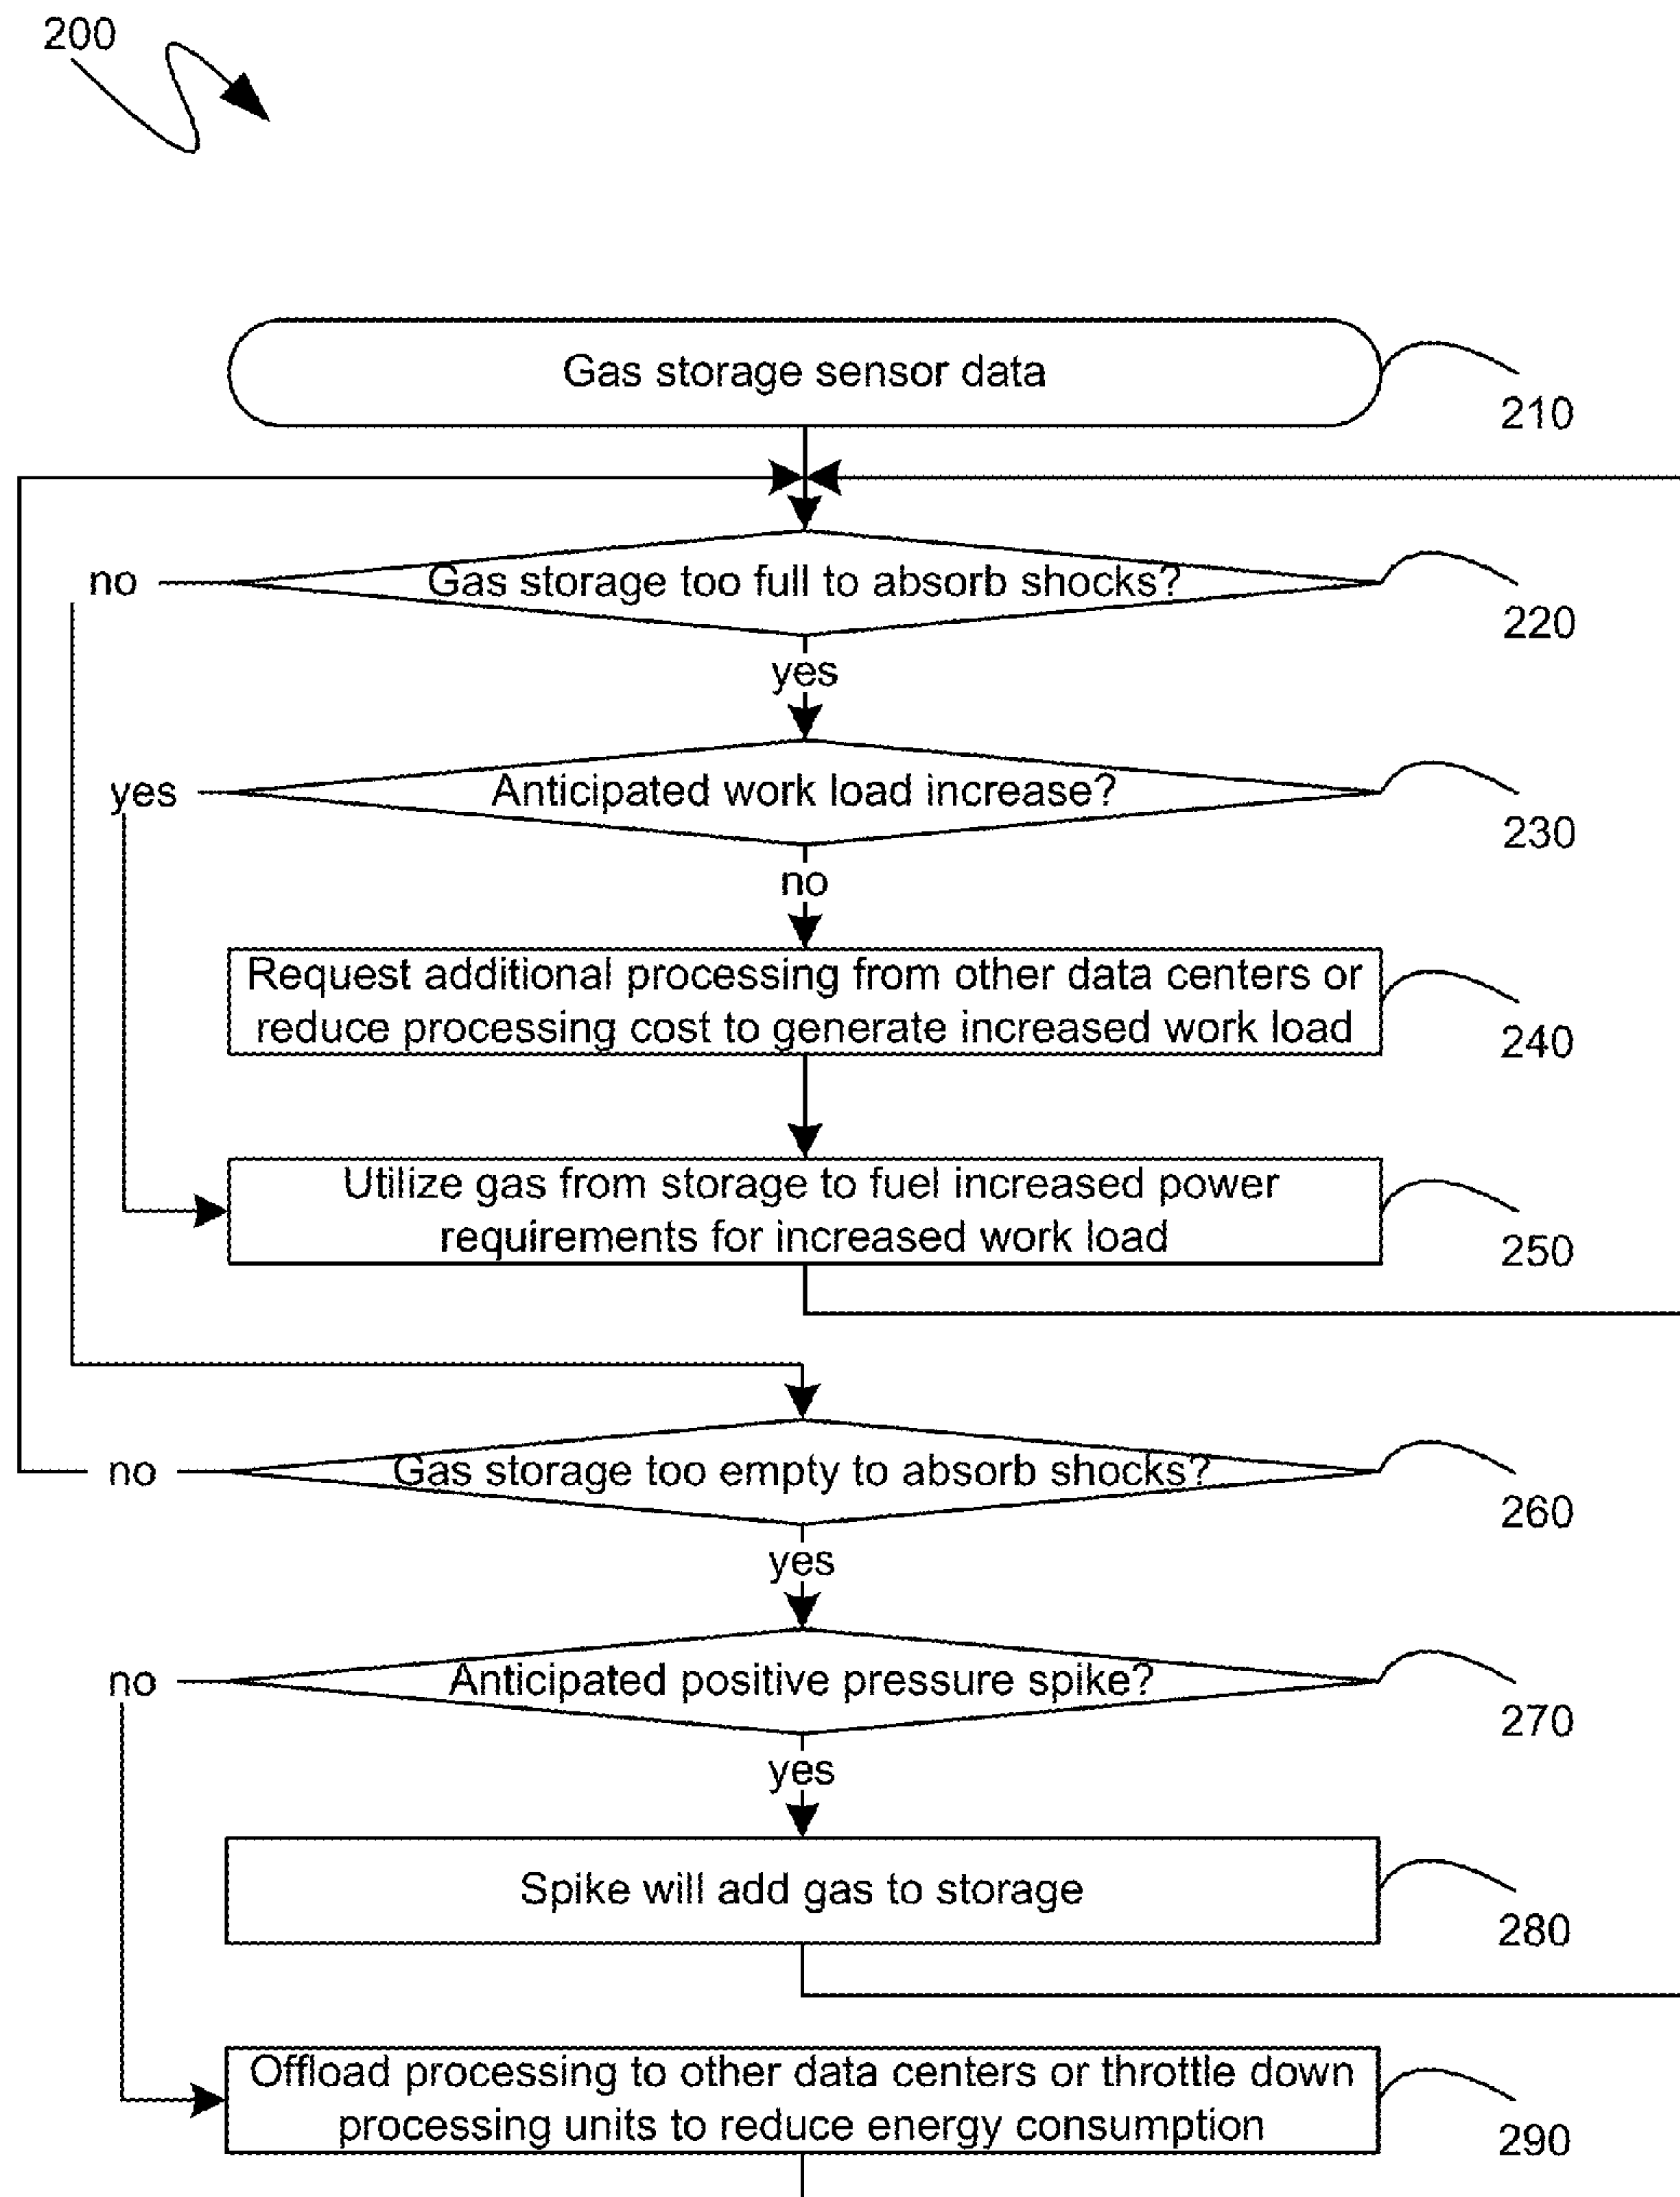 200
Gas storage sensor data
210
no
Gas storage too full to absorb shocks?
220
yes
yes
Anticipated work load increase?
230
no
Request additional processing from other data centers or
reduce processing cost to generate increased work load
240
Utilize gas from storage to fuel increased power
requirements for increased work load
250
no
Gas storage too empty to absorb shocks?
260
yes
no
Anticipated positive pressure spike?
270
yes
Spike will add gas to storage
280
Offload processing to other data centers or throttle down
processing units to reduce energy consumption
290